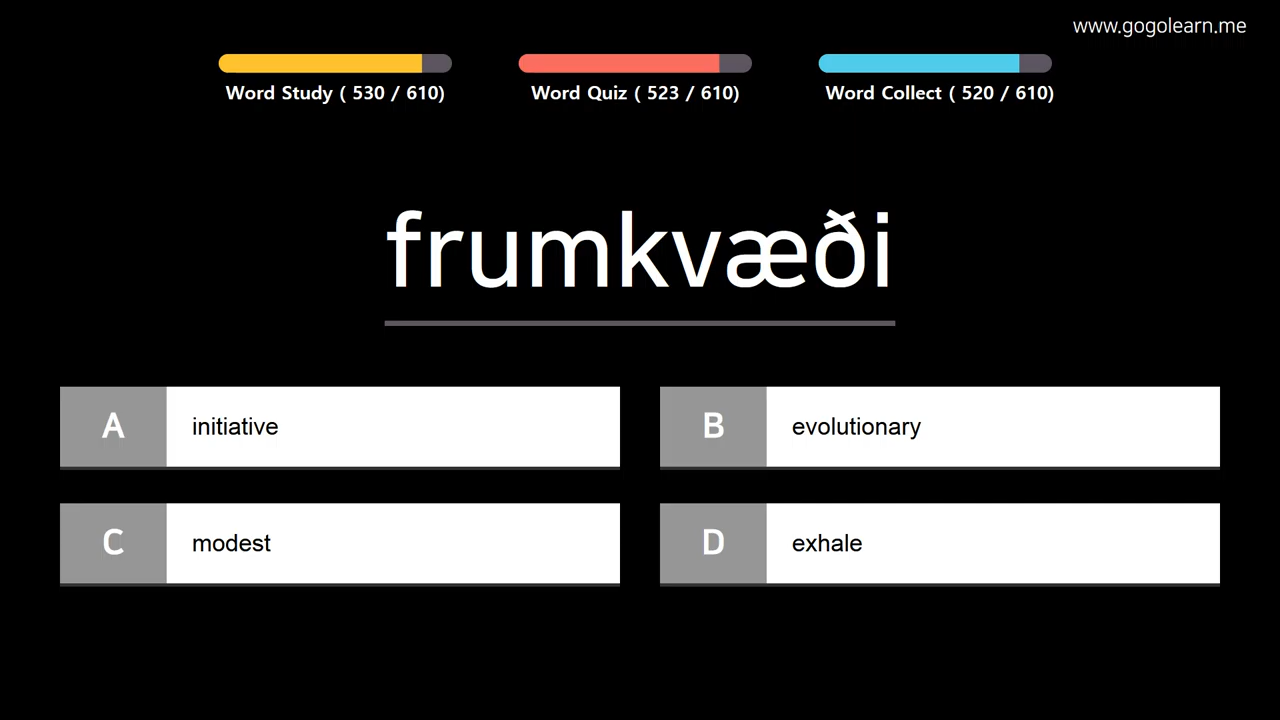 www.gogolearn.me
Word Study ( 530 / 610)
Word Quiz ( 523 / 610)
Word Collect ( 520 / 610)
frumkvæði
A initiative
B evolutionary
C modest
D exhale